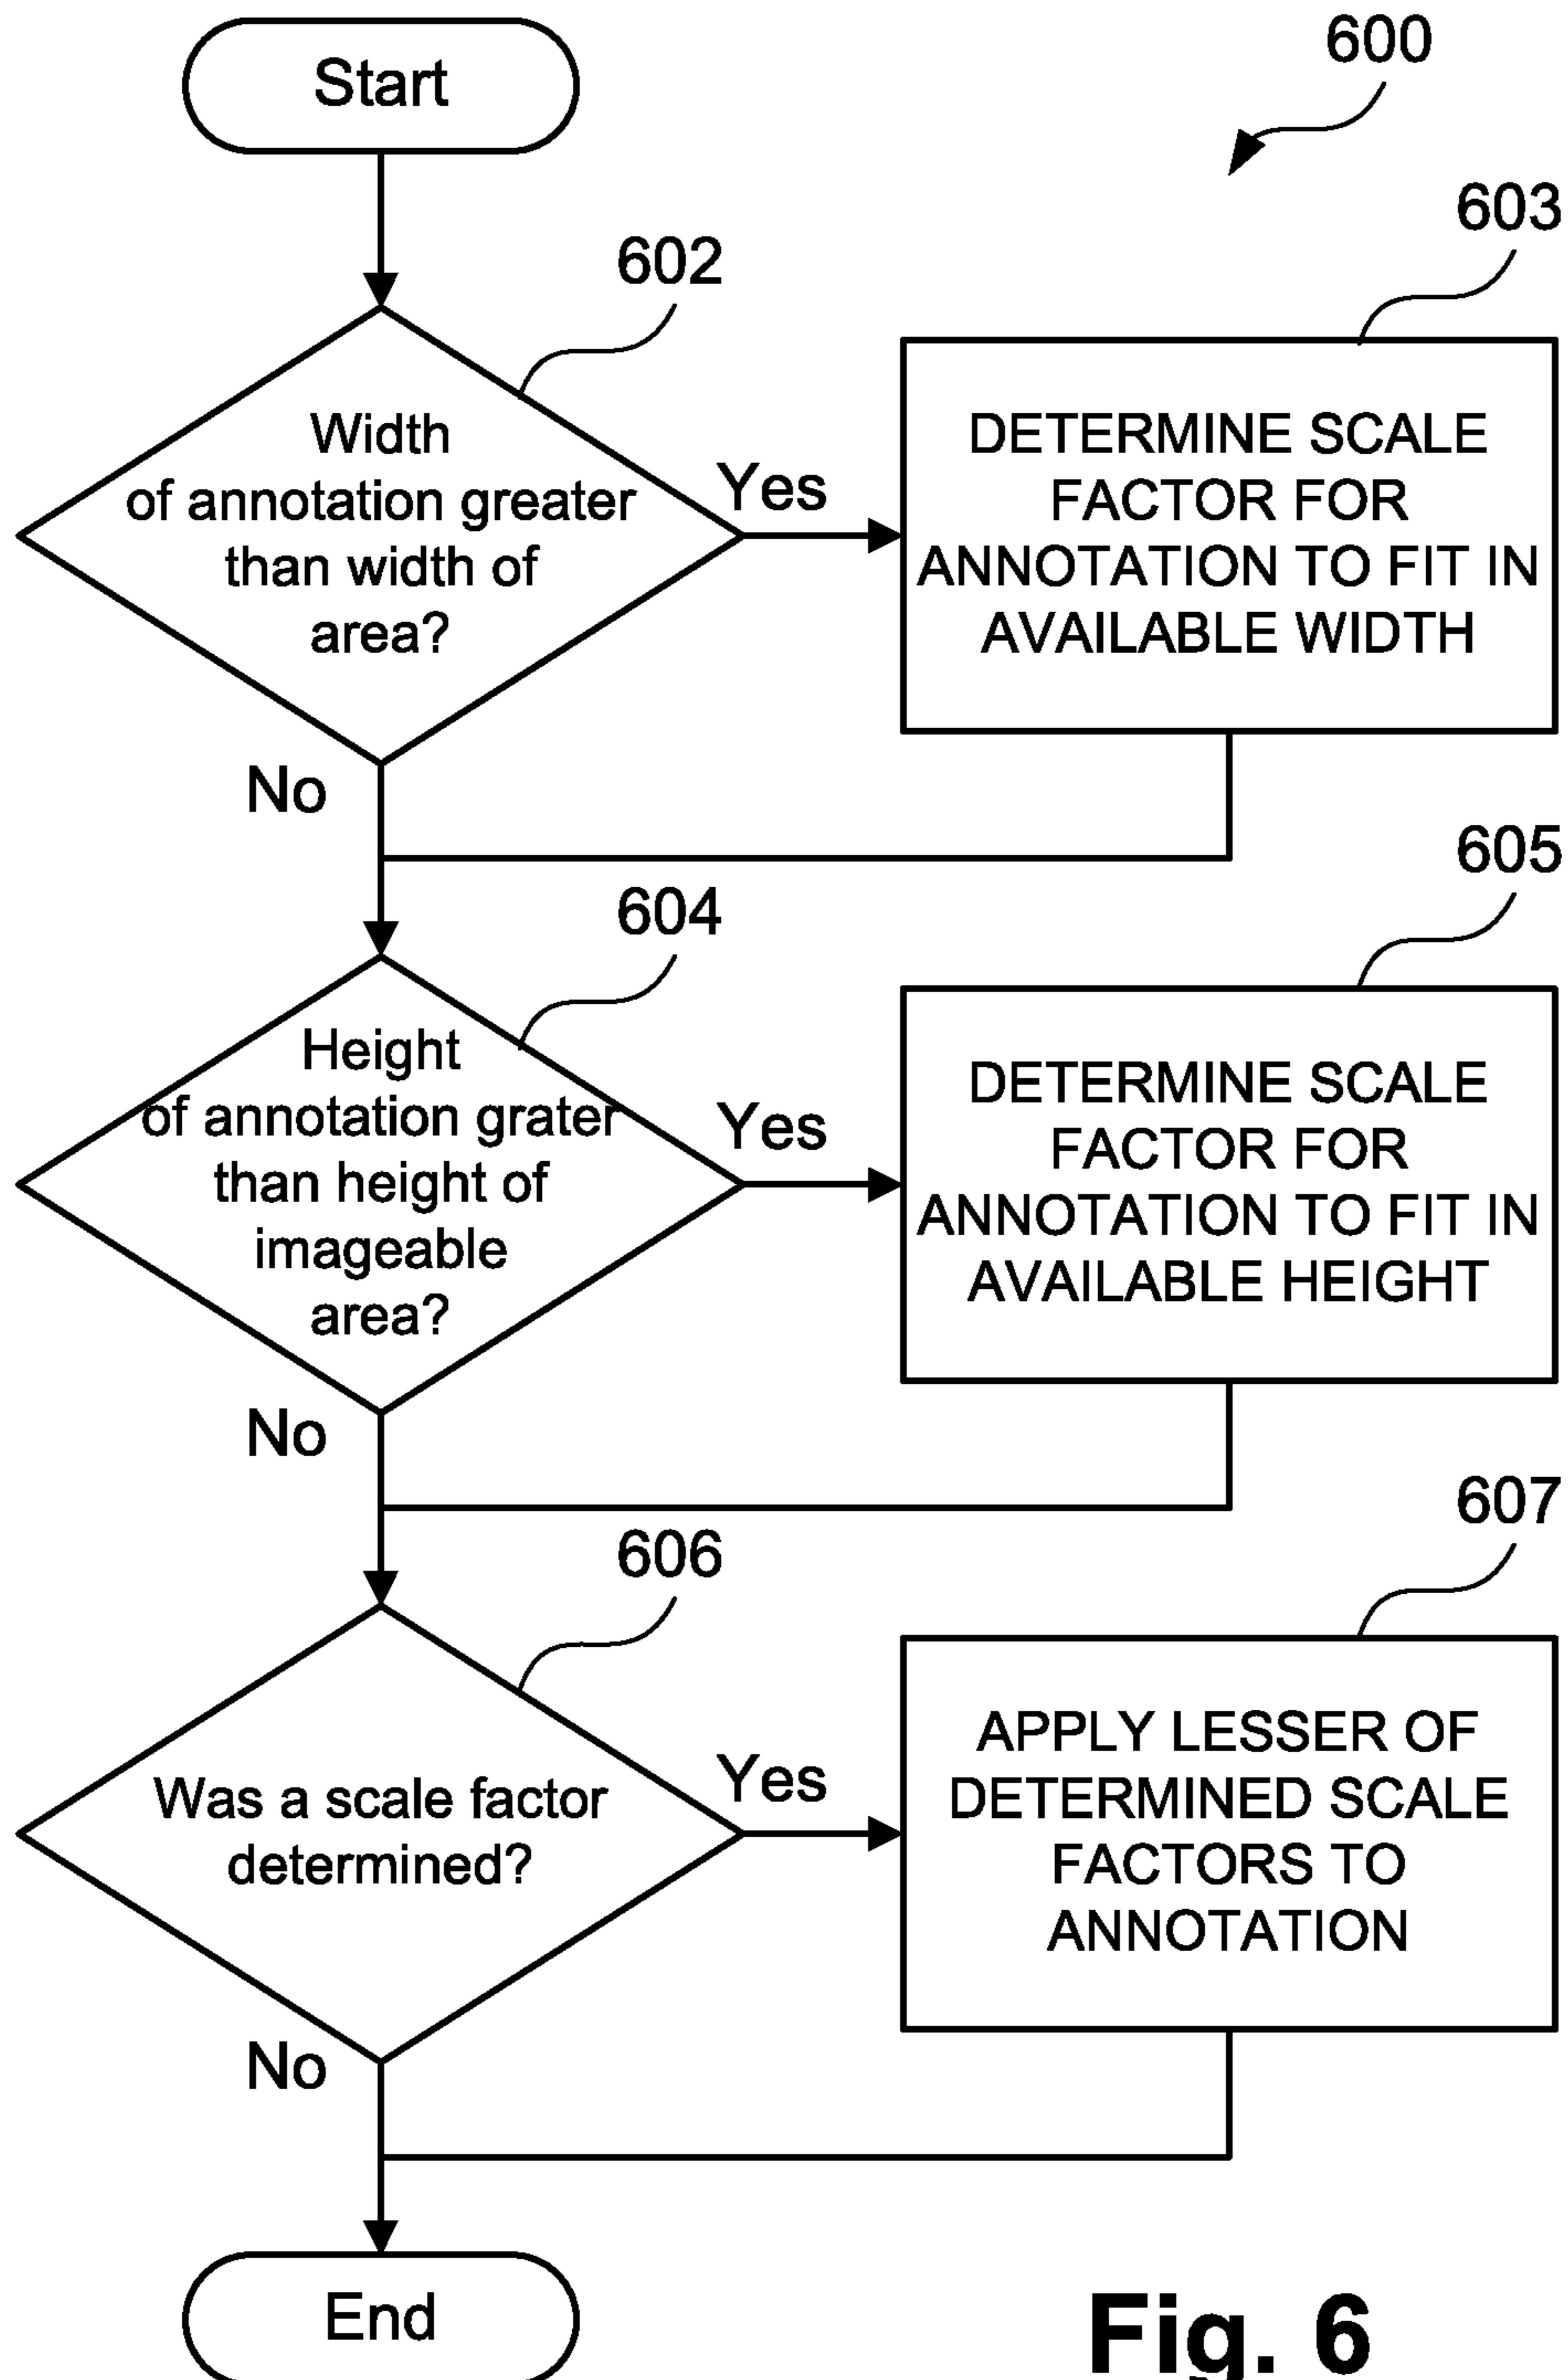 Start
600
602
603
Width
of annotation greater
than width of
area?
Yes
DETERMINE SCALE
FACTOR FOR
ANNOTATION TO FIT IN
AVAILABLE WIDTH
No
604
605
Height
of annotation grater
than height of
imageable
area?
Yes
DETERMINE SCALE
FACTOR FOR
ANNOTATION TO FIT IN
AVAILABLE HEIGHT
No
606
607
Was a scale factor
determined?
Yes
APPLY LESSER OF
DETERMINED SCALE
FACTORS TO
ANNOTATION
No
End
Fig. 6